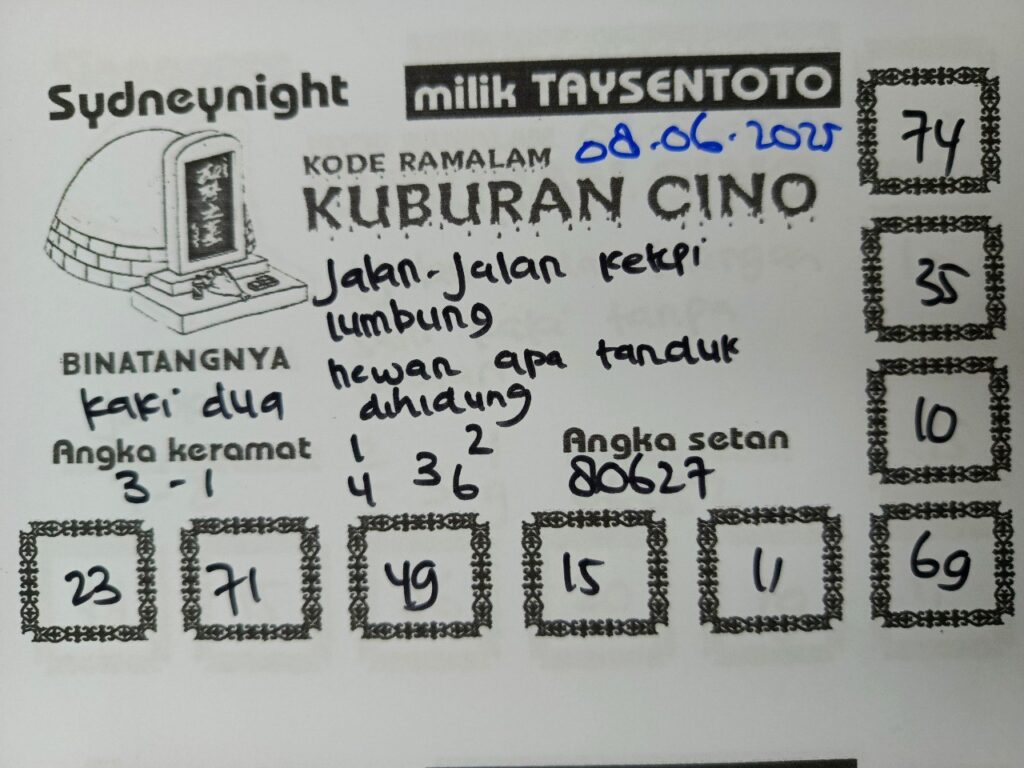 Sydneynight
milik TAYSENTOTO
08.06.2025
KODE RAMALAM
KUBURAN CINO
Jalan-Jalan kekpi
lumbung
hewan apa tanduk
dihidung
BINATANGNYA
kaki dua
Angka keramat
3-1
1 2
3
4 6
Angka setan
80627
74
35
10
69
23 71 49 15 11